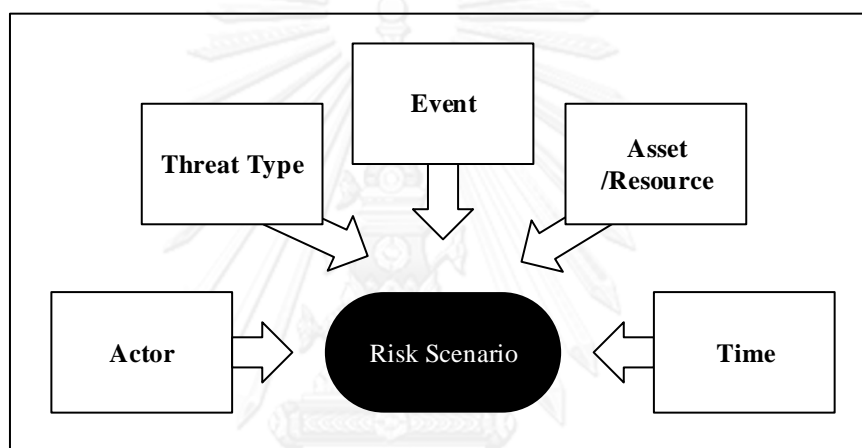 Event
Threat Type
Asset
/Resource
Actor
Risk Scenario
Time